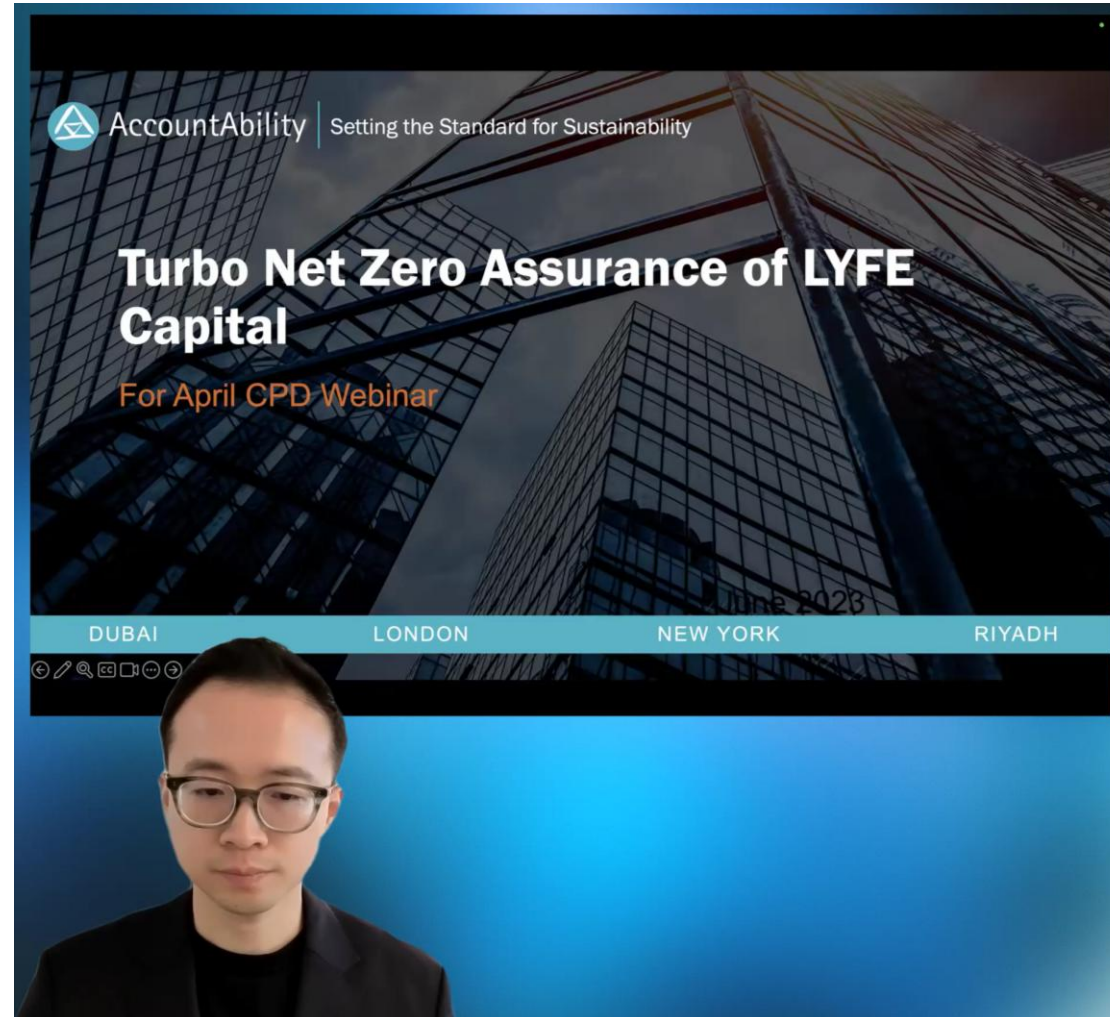 AccountAbility
Setting the Standard for Sustainability
Turbo Net Zero Assurance of LYFE
Capital
For April CPD Webinar
June 2023
DUBAI
LONDON
NEW YORK
RIYADH
CC